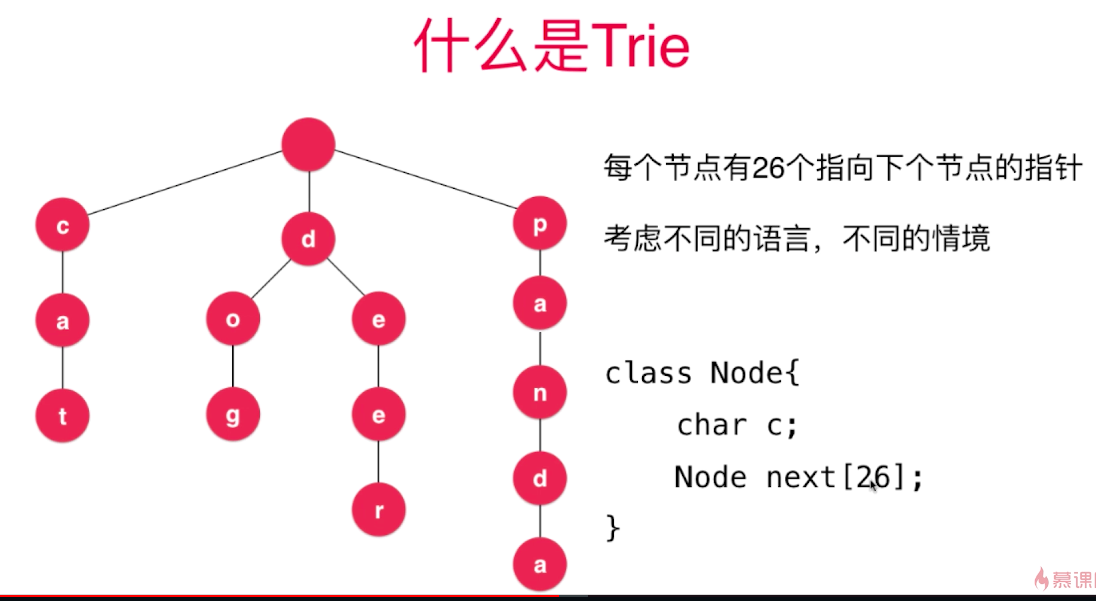 什么是Trie
每个节点有26个指向下个节点的指针
考虑不同的语言，不同的情境
c
d
p
a
o
e
a
t
g
e
n
r
d
a
class Node{
char c;
Node next[26];
}
慕课